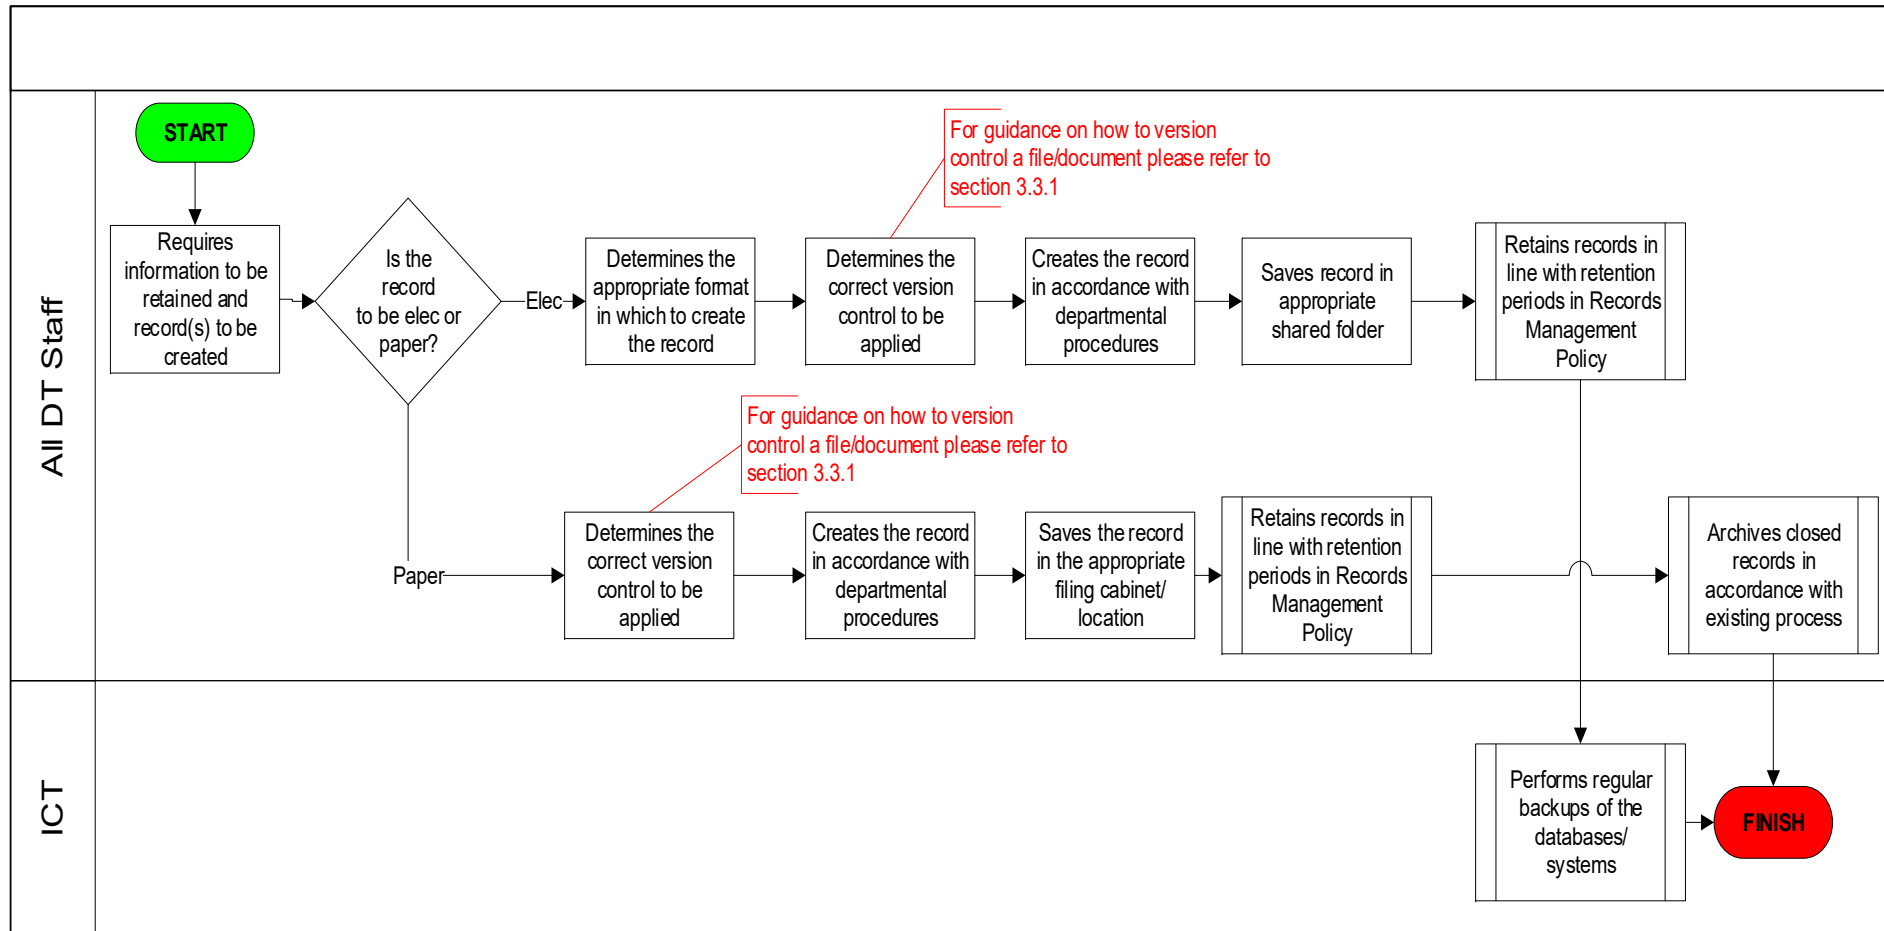 START
For guidance on how to version
control a file/document please refer to
section 3.3.1
Requires
information to be
retained and
record(s) to be
created
Is the
record
to be elec or
paper?
Elec
Determines the
appropriate format
in which to create
the record
Determines the
correct version
control to be
applied
Creates the record
in accordance with
departmental
procedures
Saves record in
appropriate
shared folder
Retains records in
line with retention
periods in Records
Management
Policy
All DT Staff
For guidance on how to version
control a file/document please refer to
section 3.3.1
Paper
Determines the
correct version
control to be
applied
Creates the record
in accordance with
departmental
procedures
Saves the record
in the appropriate
filing cabinet/
location
Retains records in
line with retention
periods in Records
Management
Policy
Archives closed
records in
accordance with
existing process
ICT
Performs regular
backups of the
databases/
systems
FINISH